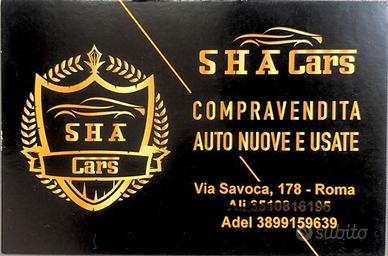 SHA Cars
SHA
Cars
COMPRAVENDITA
AUTO NUOVE E USATE
Via Savoca, 178 - Roma
Ali 3510816195
Adel 3899159639
subito